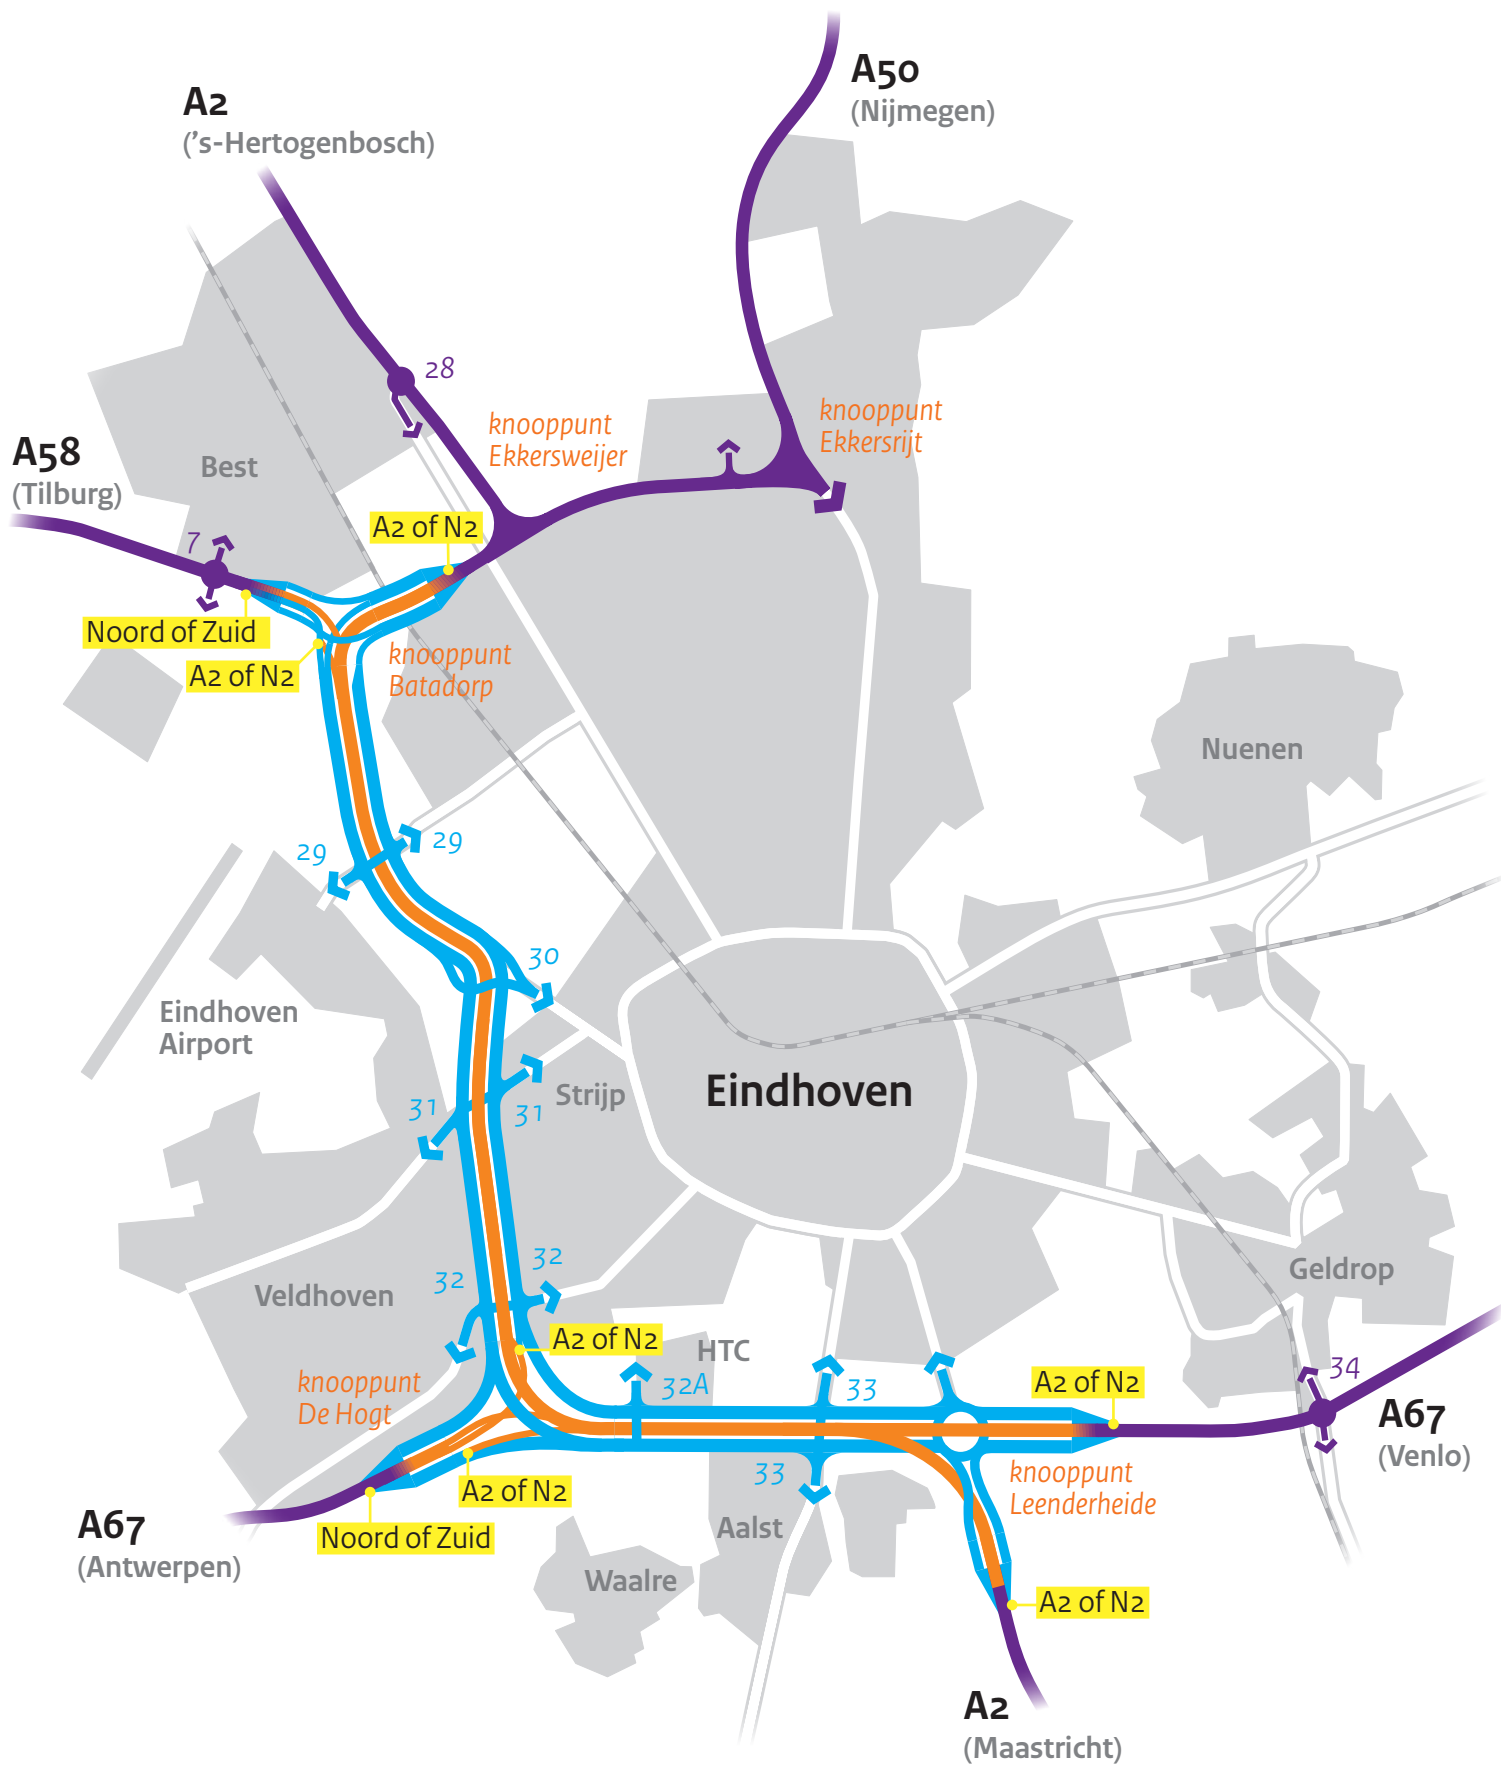 A50
(Nijmegen)
A2
('s-Hertogenbosch)
28
knooppunt
Ekkersweijer
knooppunt
Ekkersrijt
A58
(Tilburg)
Best
7
A2 of N2
Noord of Zuid
A2 of N2
knooppunt
Batadorp
Nuenen
29
29
30
Eindhoven
Airport
Strijp
Eindhoven
31
31
32
32
Veldhoven
Geldrop
A2 of N2
HTC
knooppunt
De Hogt
32A
33
A2 of N2
34
A67
(Venlo)
33
knooppunt
Leenderheide
A2 of N2
A67
(Antwerpen)
Noord of Zuid
Aalst
Waalre
A2 of N2
A2
(Maastricht)